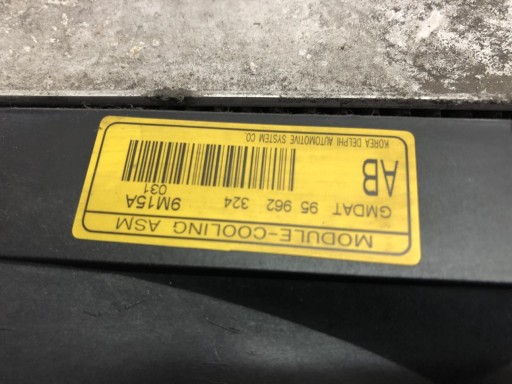 MODULE-COOLING ASM
GMDAT 95 962 324 9M15A
AB 031
KOREA DELPHI AUTOMOTIVE SYSTEM CO.